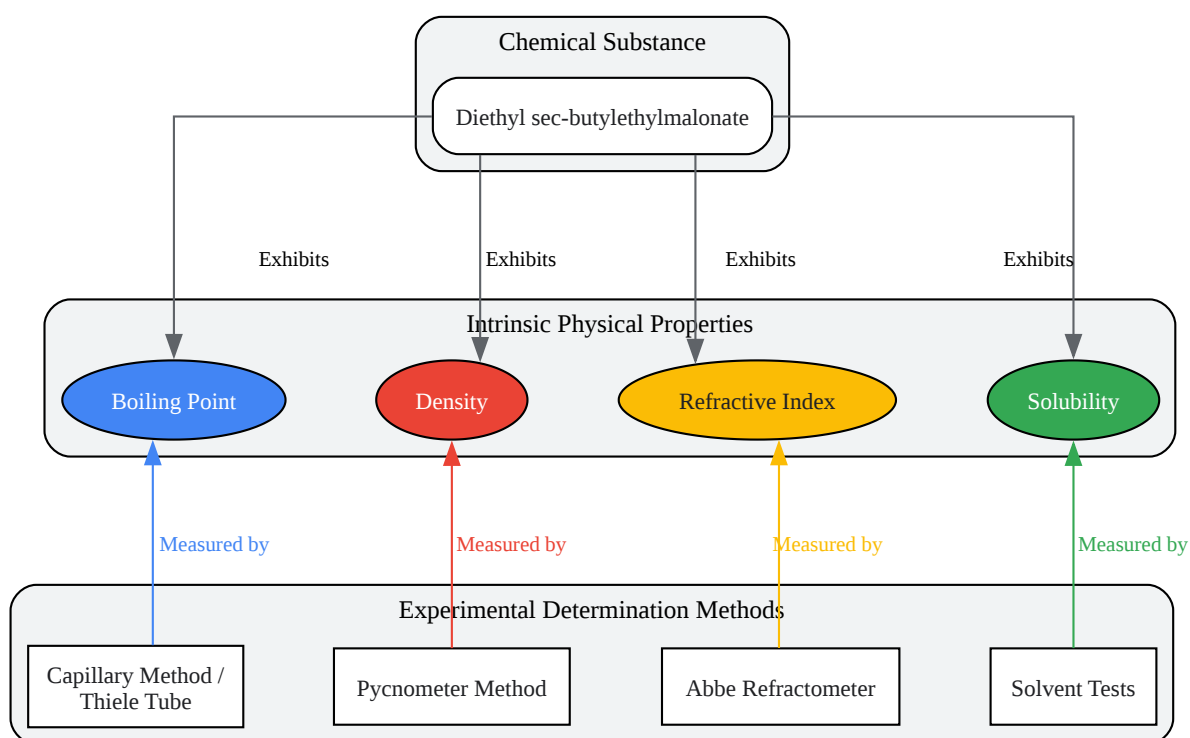 Chemical Substance
Diethyl sec-butylethylmalonate
Exhibits
Exhibits
Exhibits
Exhibits
Intrinsic Physical Properties
Boiling Point
Density
Refractive Index
Solubility
Measured by
Measured by
Measured by
Measured by
Experimental Determination Methods
Capillary Method /
Thiele Tube
Pycnometer Method
Abbe Refractometer
Solvent Tests